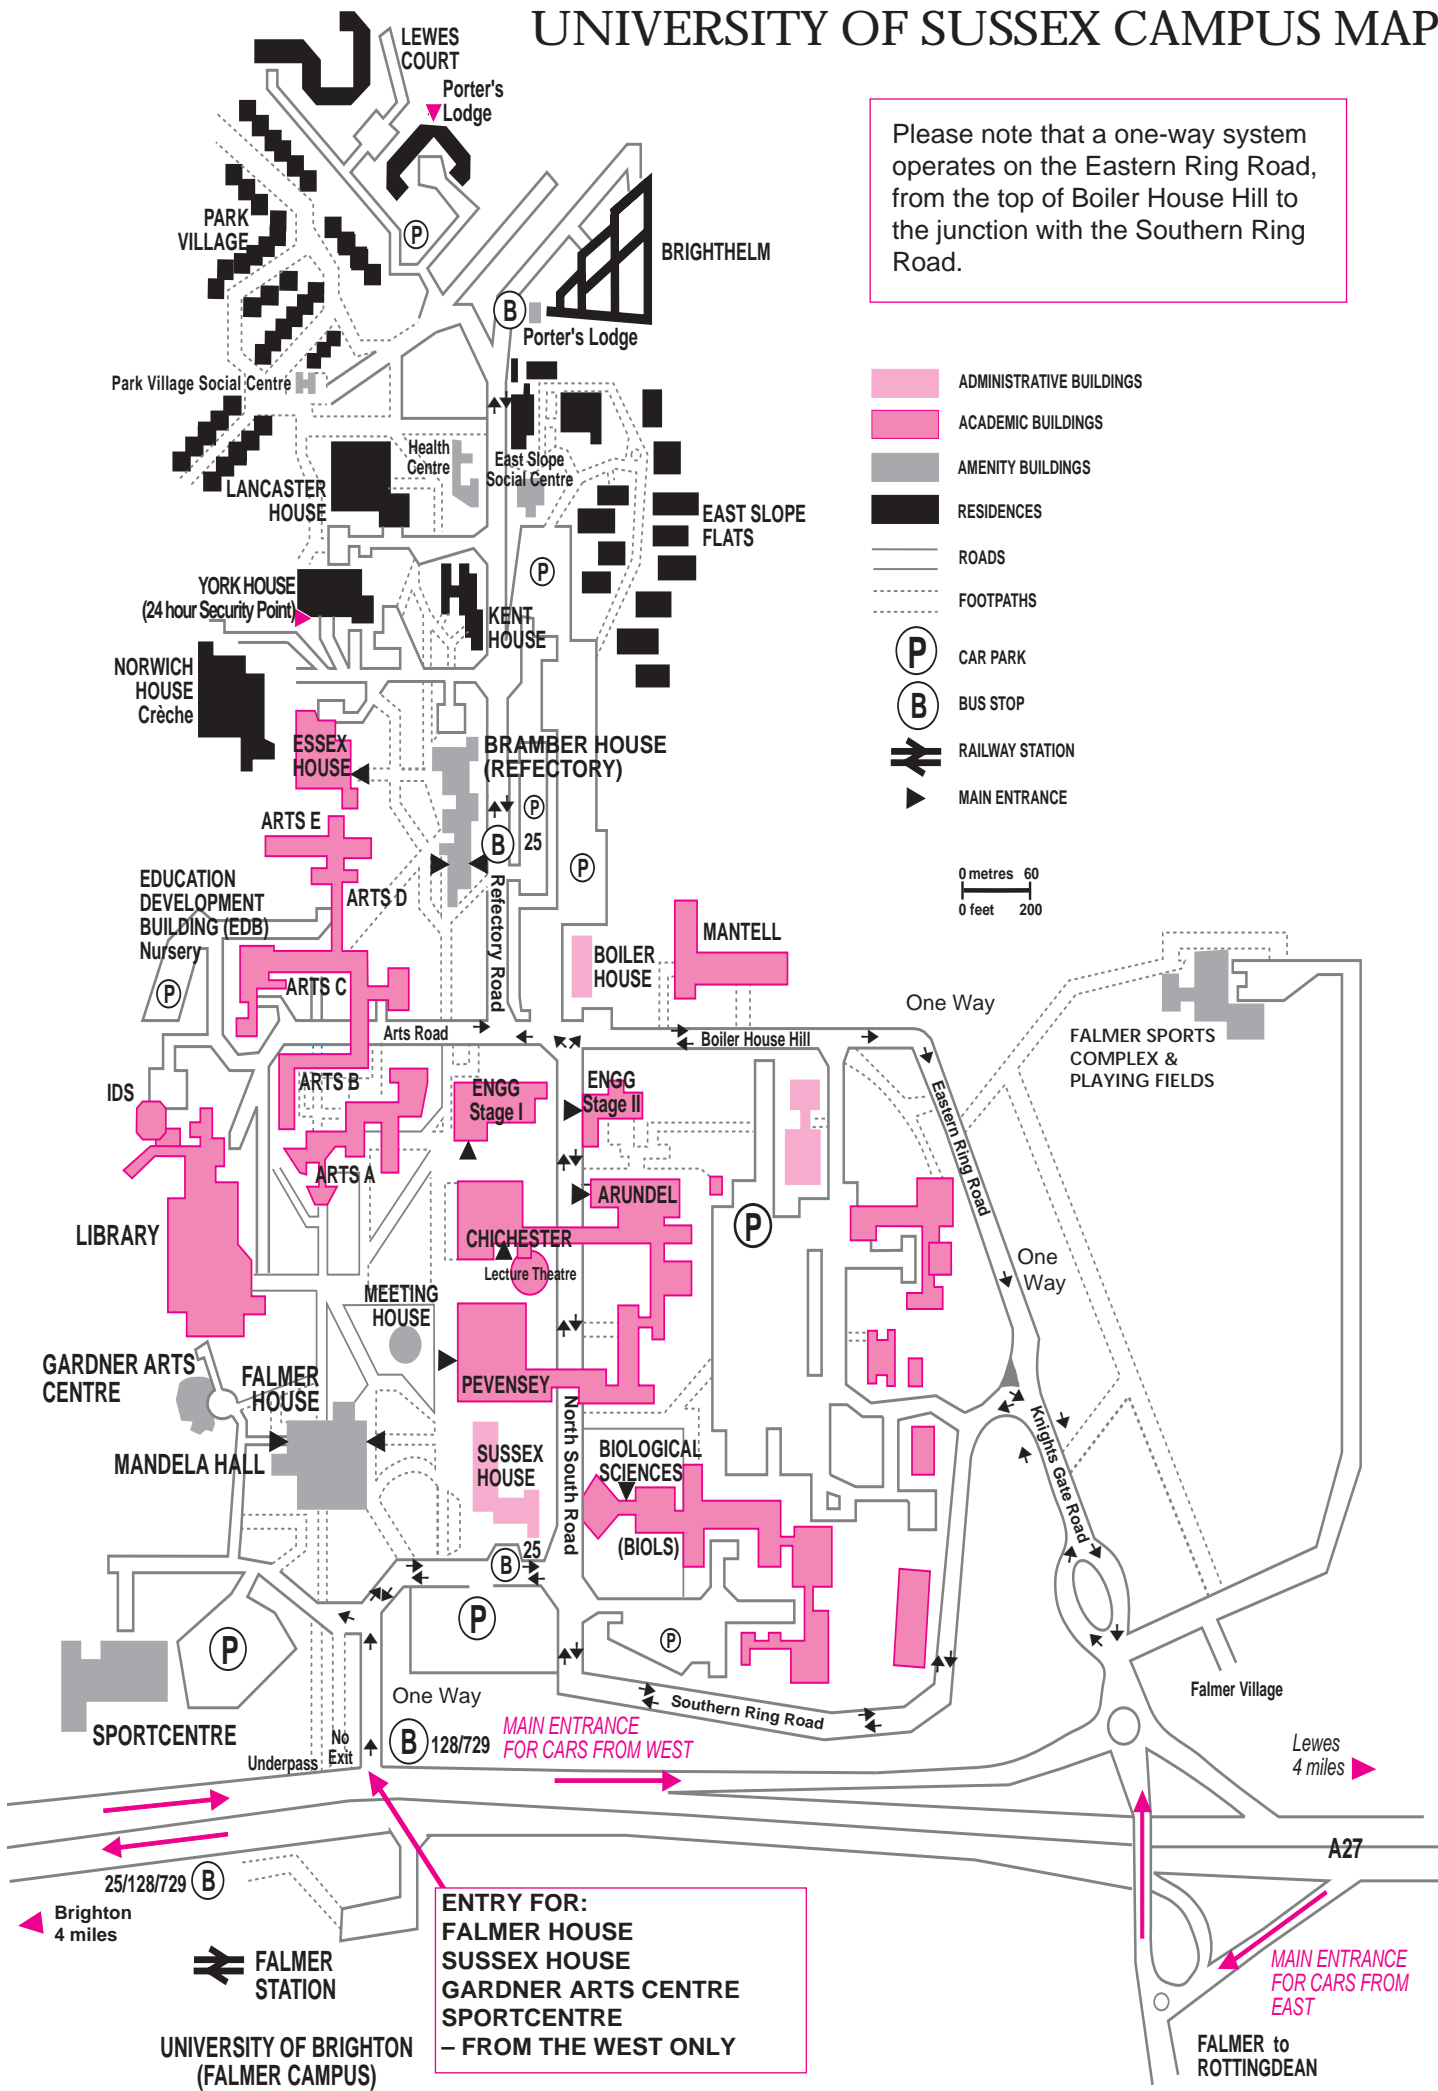 UNIVERSITY OF SUSSEX CAMPUS MAP
LEWES
COURT
Porter's
Lodge
Please note that a one-way system
operates on the Eastern Ring Road,
from the top of Boiler House Hill to
the junction with the Southern Ring
Road.
PARK
VILLAGE
P
BRIGHTHELM
B
Porter's Lodge
Park Village Social Centre
ADMINISTRATIVE BUILDINGS
ACADEMIC BUILDINGS
AMENITY BUILDINGS
RESIDENCES
ROADS
FOOTPATHS
P
CAR PARK
B
BUS STOP
RAILWAY STATION
MAIN ENTRANCE
0 metres 60
0 feet 200
Health
Centre
East Slope
Social Centre
LANCASTER
HOUSE
EAST SLOPE
FLATS
P
YORK HOUSE
(24 hour Security Point)
KENT
HOUSE
NORWICH
HOUSE
Crèche
ESSEX
HOUSE
BRAMBER HOUSE
(REFECTORY)
P
ARTS E
B
25
P
EDUCATION
DEVELOPMENT
BUILDING (EDB)
Nursery
ARTS D
Refectory Road
BOILER
HOUSE
MANTELL
P
ARTS C
One Way
Arts Road
Boiler House Hill
FALMER SPORTS
COMPLEX &
PLAYING FIELDS
IDS
ARTS B
ENGG
Stage I
ENGG
Stage II
Eastern Ring Road
ARTS A
ARUNDEL
LIBRARY
CHICHESTER
P
Lecture Theatre
One
Way
MEETING
HOUSE
GARDNER ARTS
CENTRE
FALMER
HOUSE
PEVENSEY
North South Road
Knights Gate Road
MANDELA HALL
SUSSEX
HOUSE
BIOLOGICAL
SCIENCES
(BIOLS)
25
B
P
P
P
Falmer Village
One Way
Southern Ring Road
SPORTCENTRE
No
Exit
Underpass
B
128/729
MAIN ENTRANCE
FOR CARS FROM WEST
Lewes
4 miles
A27
25/128/729
B
Brighton
4 miles
FALMER
STATION
ENTRY FOR:
FALMER HOUSE
SUSSEX HOUSE
GARDNER ARTS CENTRE
SPORTCENTRE
– FROM THE WEST ONLY
MAIN ENTRANCE
FOR CARS FROM
EAST
UNIVERSITY OF BRIGHTON
(FALMER CAMPUS)
FALMER to
ROTTINGDEAN